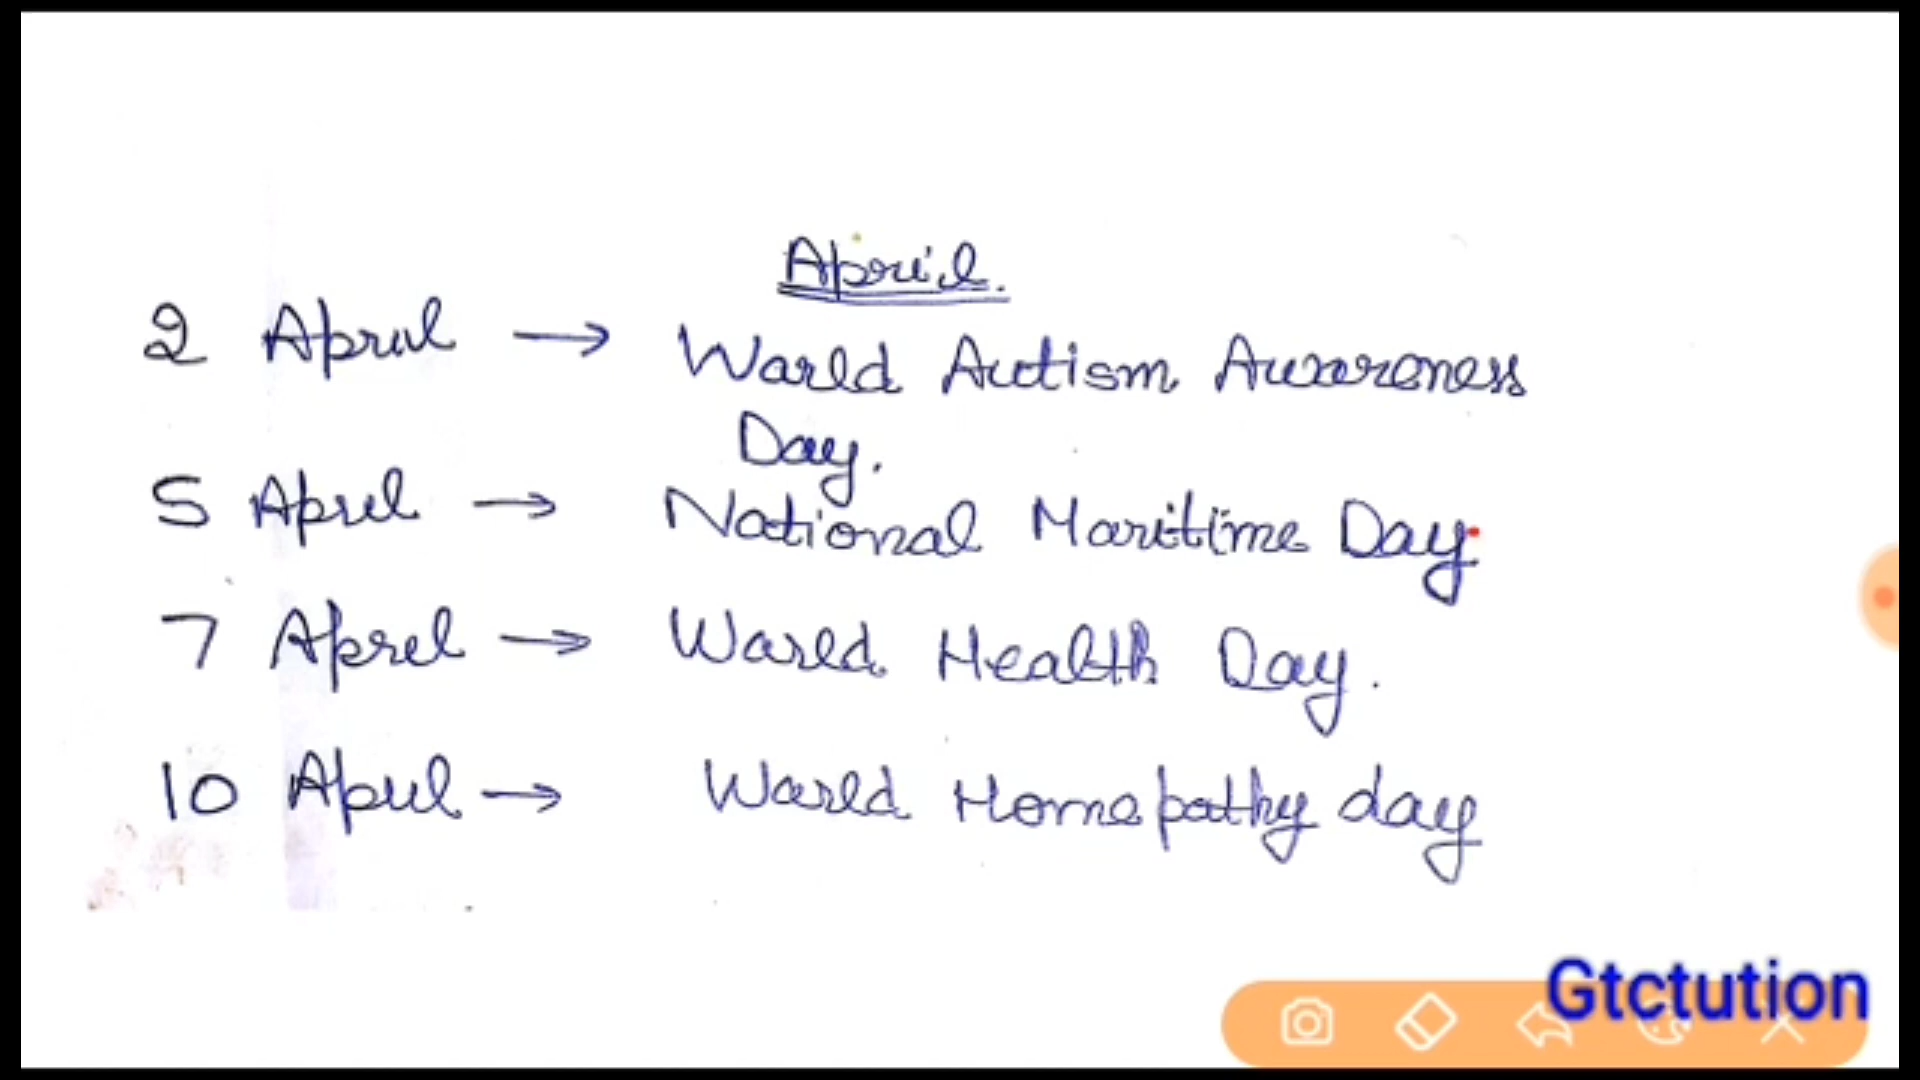 April.
2 April → World Autism Awareness
Day.
5 April → National Maritime Day.
7 April → World Health Day.
10 April → World Homepathy day
Gtctution